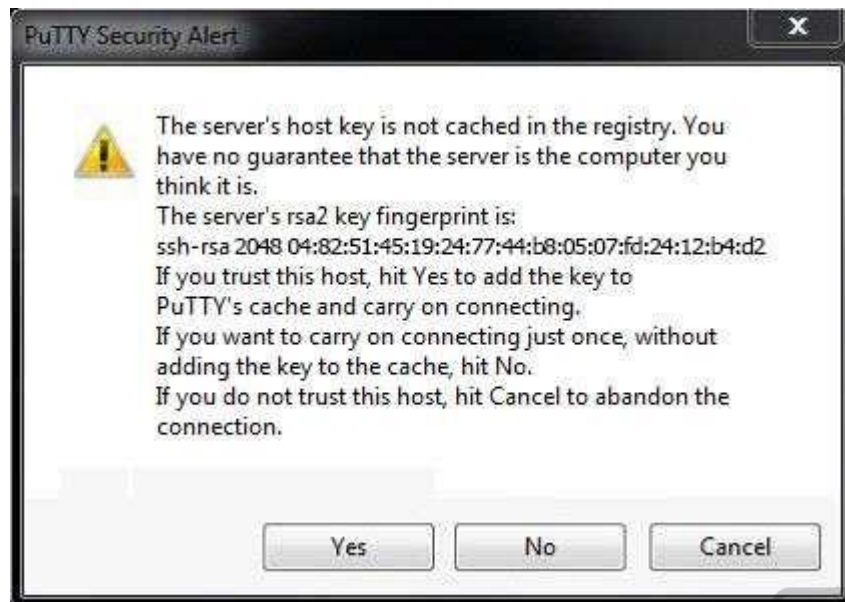 PuTTY Security Alert
X
The server's host key is not cached in the registry. You
have no guarantee that the server is the computer you
think it is.
The server's rsa2 key fingerprint is:
ssh-rsa 2048 04:82:51:45:19:24:77:44:b8:05:07:fd:24:12:b4:d2
If you trust this host, hit Yes to add the key to
PuTTY's cache and carry on connecting.
If you want to carry on connecting just once, without
adding the key to the cache, hit No.
If you do not trust this host, hit Cancel to abandon the
connection.
Yes No Cancel